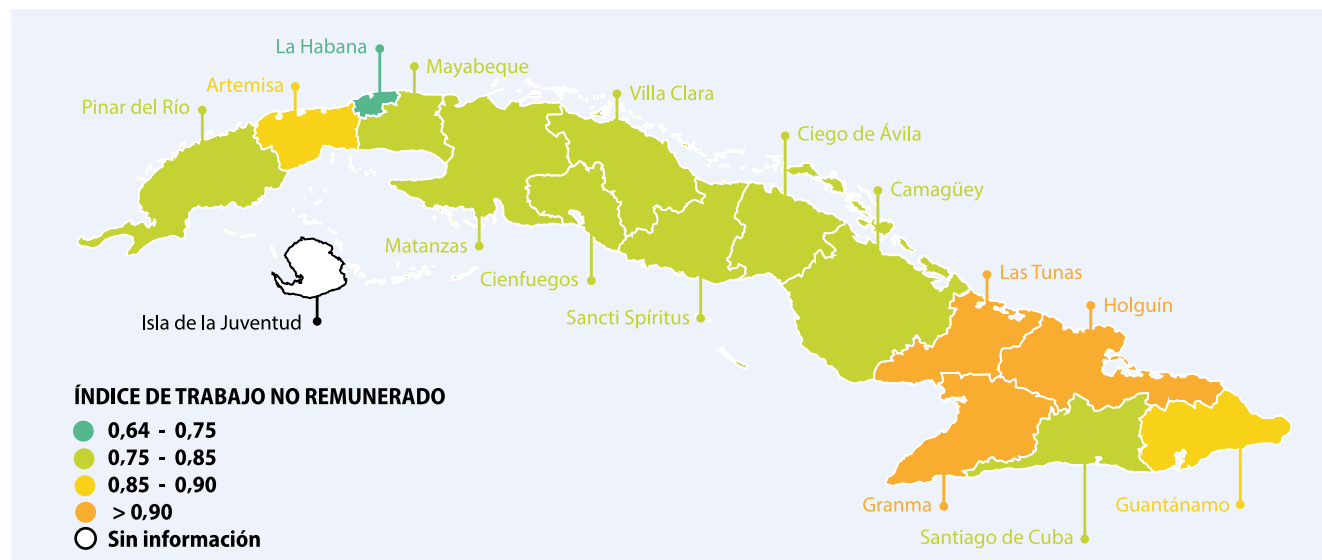 La Habana
Mayabeque
Artemisa
Villa Clara
Pinar del Río
Ciego de Ávila
Camagüey
Matanzas
Las Tunas
Cienfuegos
Holguín
Sancti Spíritus
Isla de la Juventud
ÍNDICE DE TRABAJO NO REMUNERADO
0,64 - 0,75
0,75 - 0,85
0,85 - 0,90
> 0,90
Sin información
Granma
Guantánamo
Santiago de Cuba